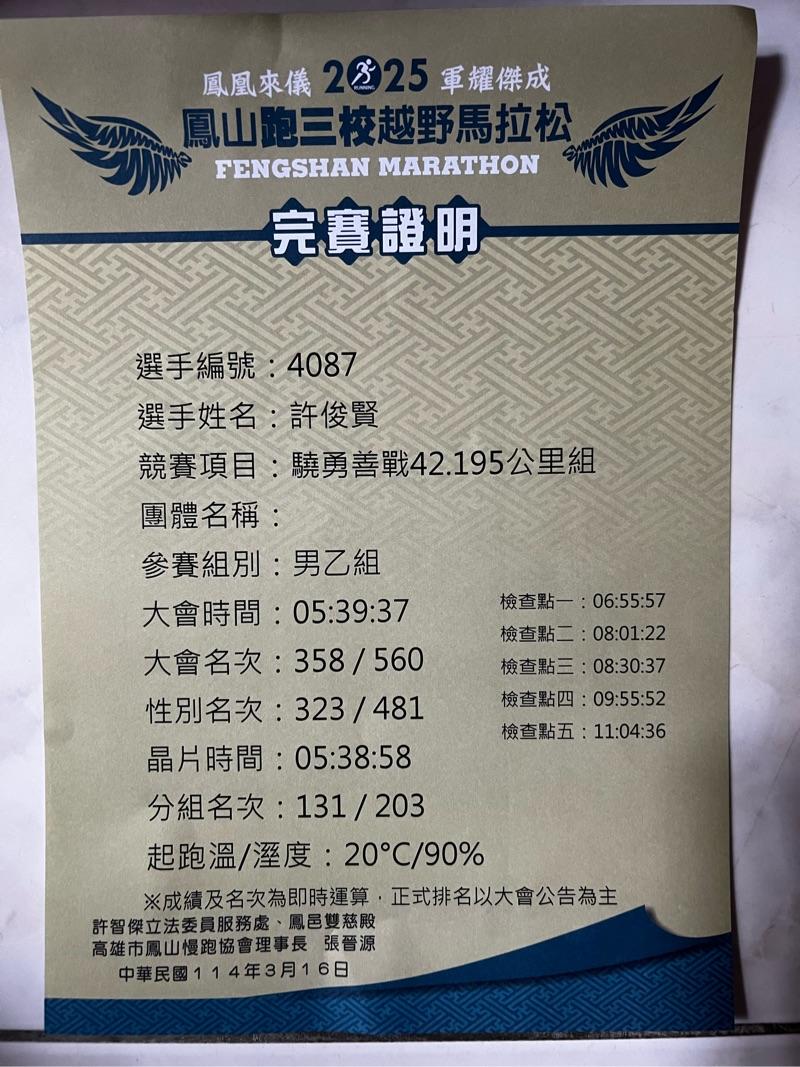 鳳凰來儀 2025 軍耀傑成
RUNNING
鳳山跑三校越野馬拉松
FENGSHAN MARATHON
完賽證明
選手編號：4087
選手姓名：許俊賢
競賽項目：驍勇善戰42.195公里組
團體名稱：
參賽組別：男乙組
大會時間：05:39:37
大會名次：358 / 560
性別名次：323 / 481
晶片時間：05:38:58
分組名次：131 / 203
檢查點一：06:55:57
檢查點二：08:01:22
檢查點三：08:30:37
檢查點四：09:55:52
檢查點五：11:04:36
起跑溫/溼度：20°C/90%
※成績及名次為即時運算，正式排名以大會公告為主
許智傑立法委員服務處、鳳邑雙慈殿
高雄市鳳山慢跑協會理事長 張晉源
中華民國１１４年３月１６日